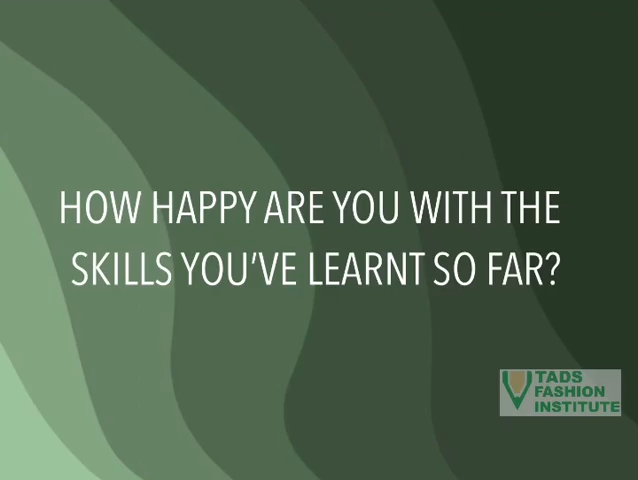 HOW HAPPY ARE YOU WITH THE
SKILLS YOU'VE LEARNT SO FAR?
TADS
FASHION
INSTITUTE